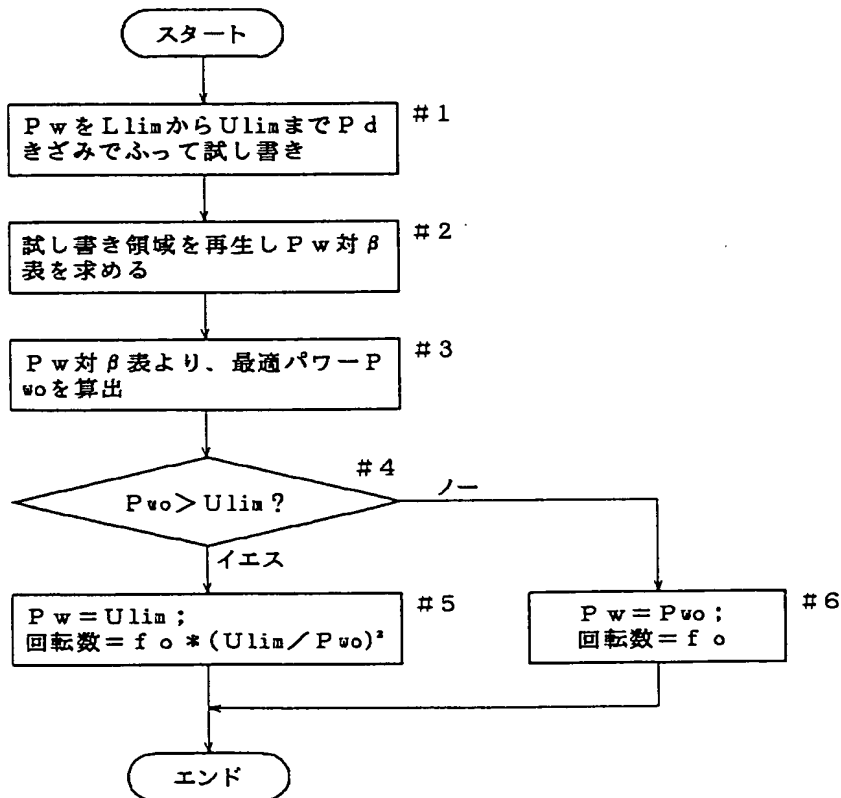 スタート
PwをLlimからUlimまでPd
きざみでふって試し書き
#1
試し書き領域を再生しPw対β
表を求める
#2
Pw対β表より、最適パワーP
woを算出
#3
#4
Pwo>Ulim?
ノー
イエス
Pw=Ulim;
回転数=fo*(Ulim/Pwo)²
#5
Pw=Pwo;
回転数=fo
#6
エンド